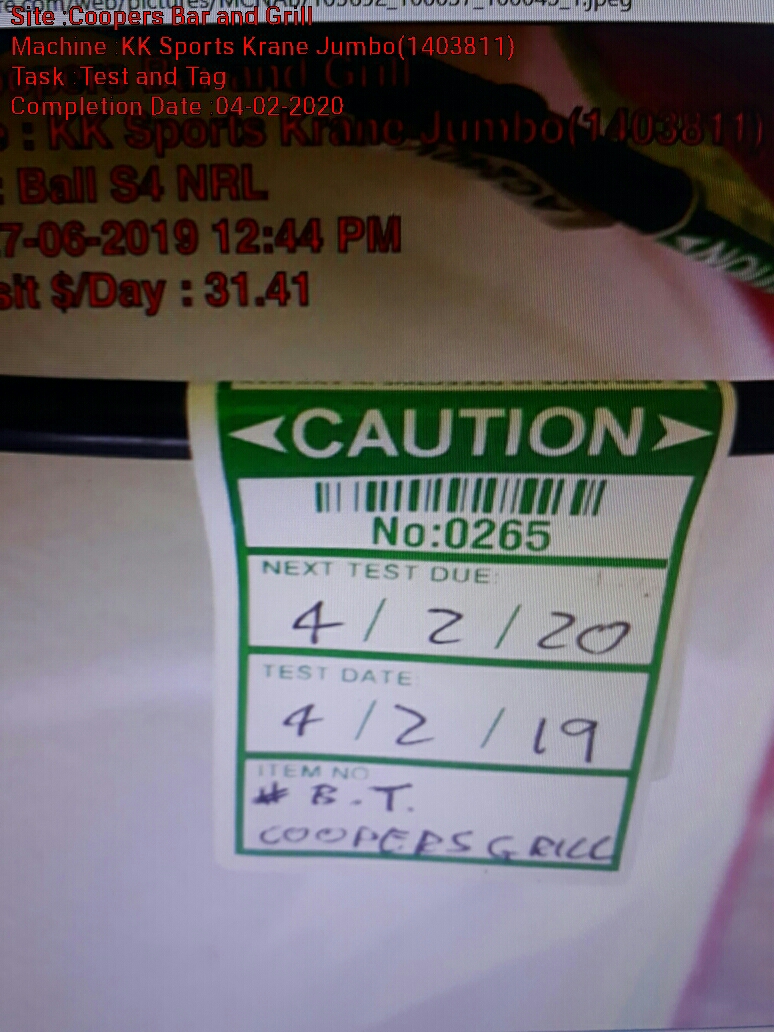 Site :Coopers Bar and Grill
Machine :KK Sports Krane Jumbo(1403811)
Task :Test and Tag
Completion Date :04-02-2020
and Grill
: KK Sports Krane Jumbo(1403811)
: Ball S4 NRL
7-06-2019 12:44 PM
sit $/Day : 31.41
CAUTION
No:0265
NEXT TEST DUE:
4 / 2 / 20
TEST DATE:
4 / 2 / 19
ITEM NO
# B.T.
COOPERS GRILL